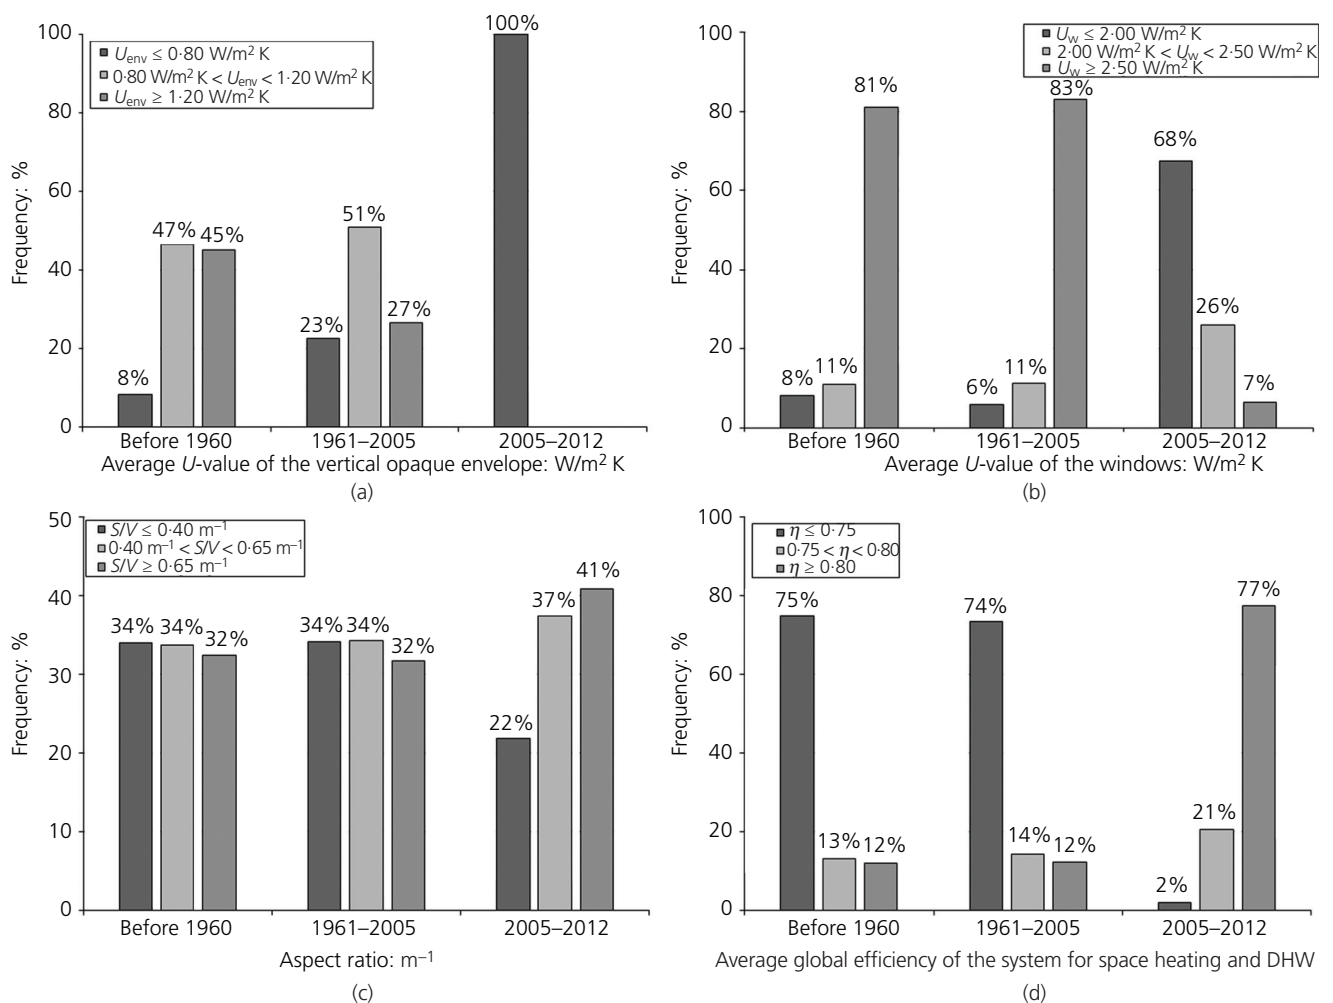 100%
100
80
60
40
20
0
Frequency: %
U_env ≤ 0·80 W/m² K
0·80 W/m² K < U_env < 1·20 W/m² K
U_env ≥ 1·20 W/m² K
8%
47%
45%
23%
51%
27%
Before 1960
1961–2005
2005–2012
Average U-value of the vertical opaque envelope: W/m² K
(a)
100
80
60
40
20
0
Frequency: %
U_w ≤ 2·00 W/m² K
2·00 W/m² K < U_w < 2·50 W/m² K
U_w ≥ 2·50 W/m² K
8%
11%
81%
6%
11%
83%
68%
26%
7%
Before 1960
1961–2005
2005–2012
Average U-value of the windows: W/m² K
(b)
50
40
30
20
10
0
Frequency: %
S/V ≤ 0·40 m⁻¹
0·40 m⁻¹ < S/V < 0·65 m⁻¹
S/V ≥ 0·65 m⁻¹
34%
34%
32%
34%
34%
32%
22%
37%
41%
Before 1960
1961–2005
2005–2012
Aspect ratio: m⁻¹
(c)
100
80
60
40
20
0
Frequency: %
η ≤ 0·75
0·75 < η < 0·80
η ≥ 0·80
75%
13%
12%
74%
14%
12%
2%
21%
77%
Before 1960
1961–2005
2005–2012
Average global efficiency of the system for space heating and DHW
(d)